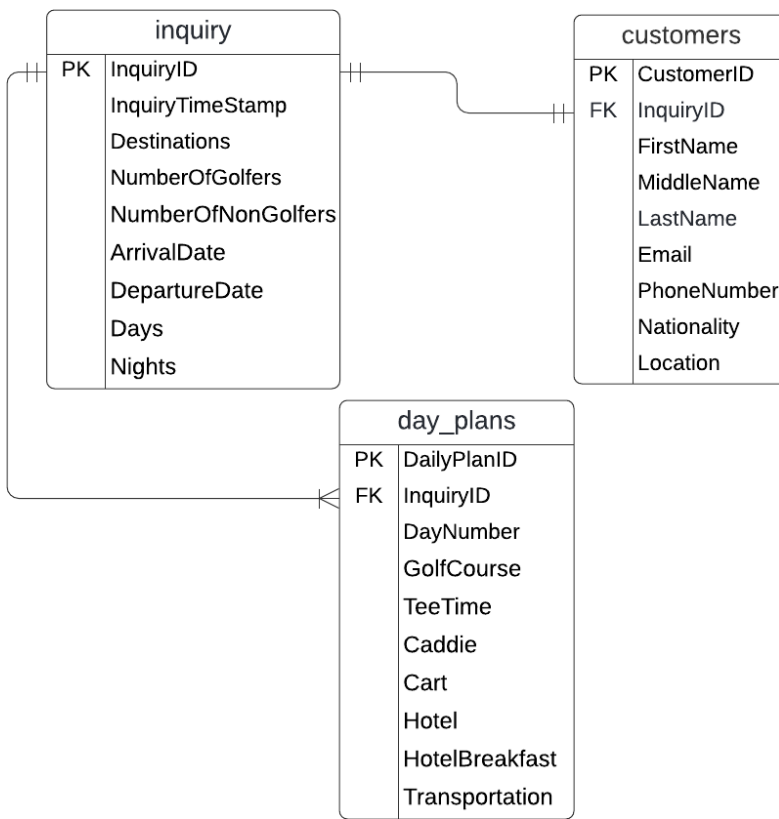 inquiry
PK InquiryID
InquiryTimeStamp
Destinations
NumberOfGolfers
NumberOfNonGolfers
ArrivalDate
DepartureDate
Days
Nights
customers
PK CustomerID
FK InquiryID
FirstName
MiddleName
LastName
Email
PhoneNumber
Nationality
Location
day_plans
PK DailyPlanID
FK InquiryID
DayNumber
GolfCourse
TeeTime
Caddie
Cart
Hotel
HotelBreakfast
Transportation